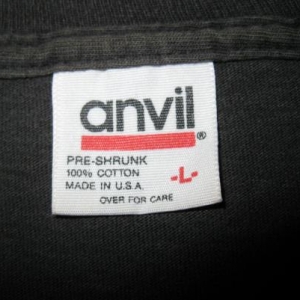 anvil®
PRE-SHRUNK
100% COTTON
MADE IN U.S.A.
-L-
OVER FOR CARE